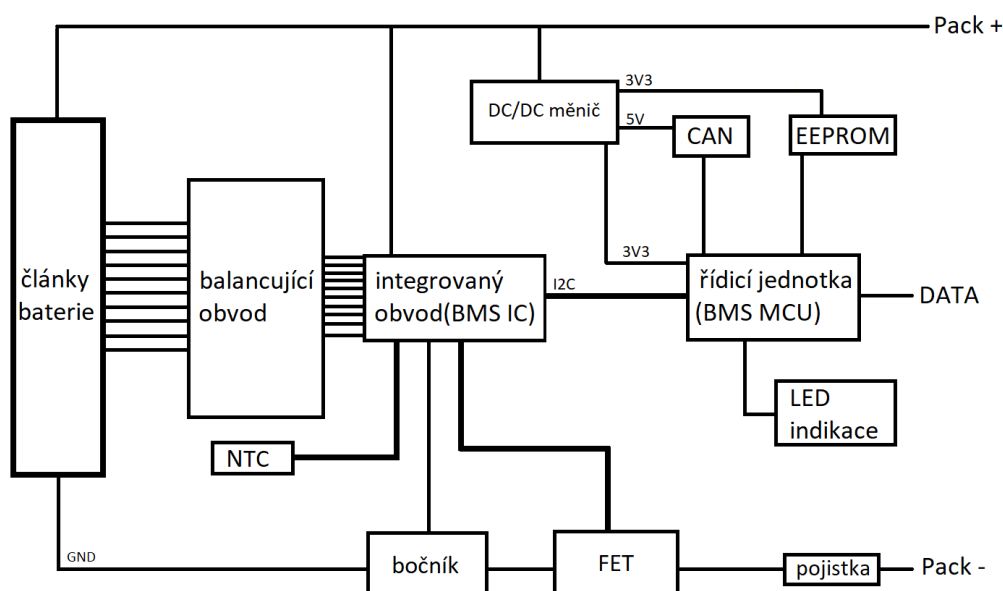 Pack +
3V3
DC/DC měnič
5V
CAN
EEPROM
články
baterie
balancující
obvod
integrovaný
obvod(BMS IC)
I2C
3V3
řídicí jednotka
(BMS MCU)
DATA
LED
indikace
NTC
GND
bočník
FET
pojistka
Pack -